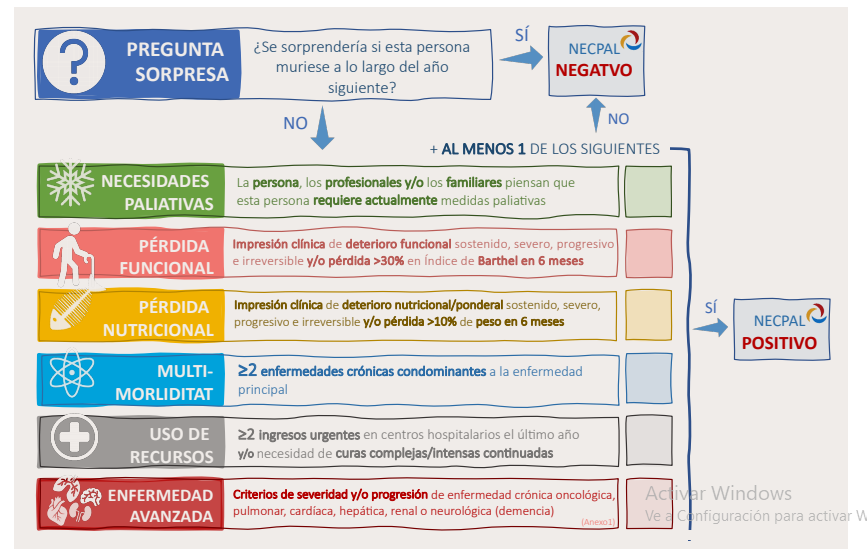 PREGUNTA
SORPRESA
¿Se sorprendería si esta persona
muriese a lo largo del año
siguiente?
SÍ
NECPAL
NEGATVO
NO
NO
+ AL MENOS 1 DE LOS SIGUIENTES
NECESIDADES
PALIATIVAS
La persona, los profesionales y/o los familiares piensan que
esta persona requiere actualmente medidas paliativas
PÉRDIDA
FUNCIONAL
Impresión clínica de deterioro funcional sostenido, severo, progresivo
e irreversible y/o pérdida >30% en Índice de Barthel en 6 meses
PÉRDIDA
NUTRICIONAL
Impresión clínica de deterioro nutricional/ponderal sostenido, severo,
progresivo e irreversible y/o pérdida >10% de peso en 6 meses
SÍ
NECPAL
POSITIVO
MULTI-
MORLIDITAT
≥2 enfermedades crónicas condominantes a la enfermedad
principal
USO DE
RECURSOS
≥2 ingresos urgentes en centros hospitalarios el último año
y/o necesidad de curas complejas/intensas continuadas
ENFERMEDAD
AVANZADA
Criterios de severidad y/o progresión de enfermedad crónica oncológica,
pulmonar, cardíaca, hepática, renal o neurológica (demencia)
(Anexo1)
Activar Windows
Ve a Configuración para activar W